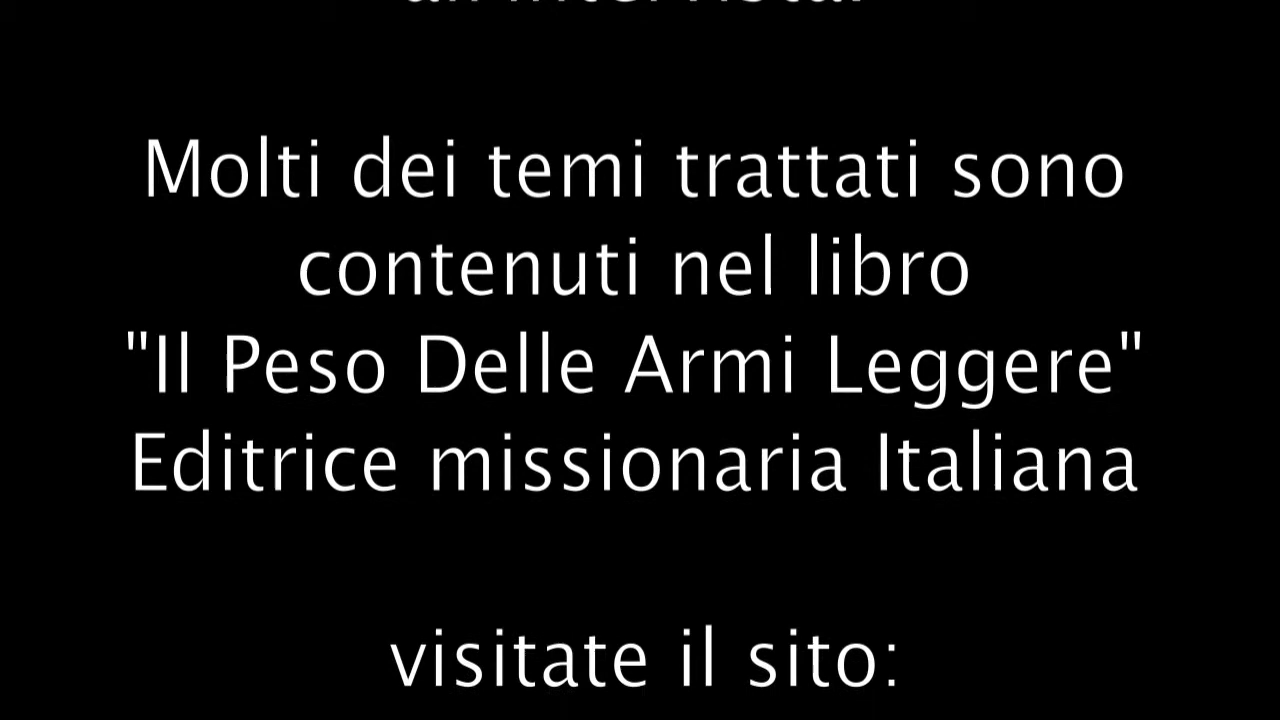 Molti dei temi trattati sono
contenuti nel libro
"Il Peso Delle Armi Leggere"
Editrice missionaria Italiana
visitate il sito: